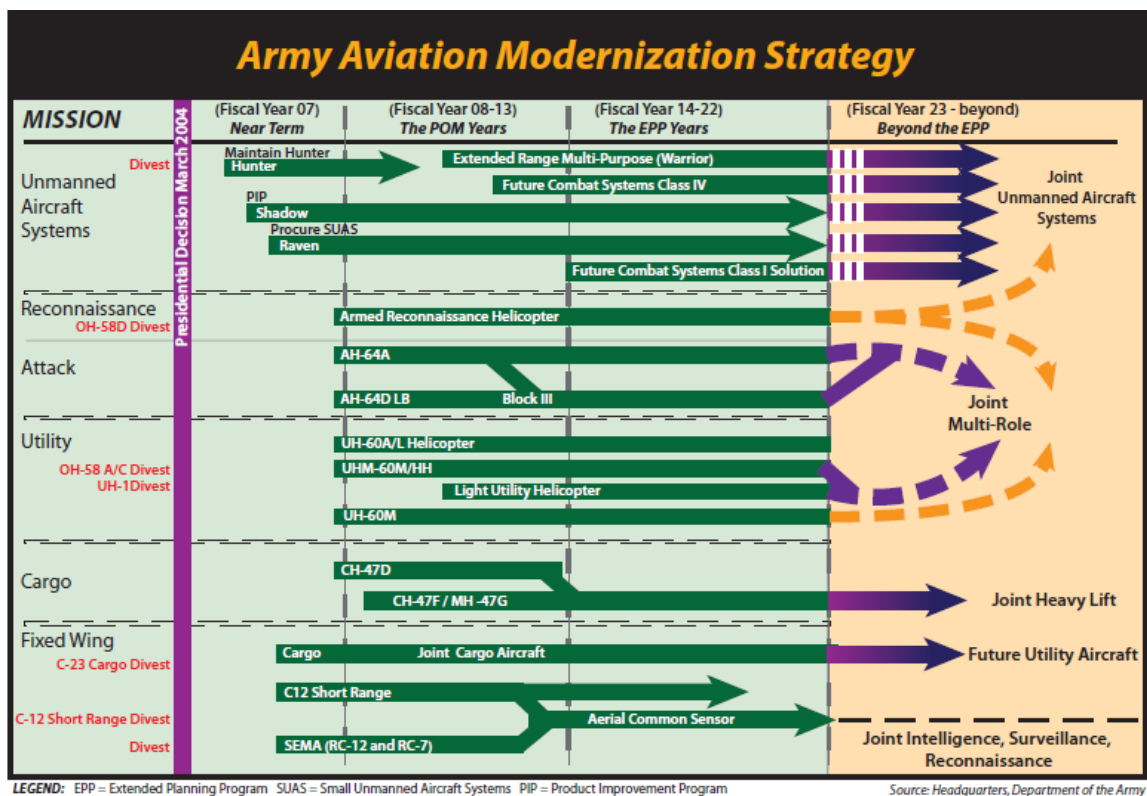 Army Aviation Modernization Strategy
MISSION
Presidential Decision March 2004
(Fiscal Year 07)
Near Term
(Fiscal Year 08-13)
The POM Years
(Fiscal Year 14-22)
The EPP Years
(Fiscal Year 23 - beyond)
Beyond the EPP
Unmanned
Aircraft
Systems
Divest
Maintain Hunter
Hunter
Extended Range Multi-Purpose (Warrior)
Future Combat Systems Class IV
PIP
Shadow
Procure SUAS
Raven
Future Combat Systems Class I Solution
Joint
Unmanned Aircraft
Systems
Reconnaissance
OH-58D Divest
Armed Reconnaissance Helicopter
Attack
AH-64A
AH-64D LB
Block III
Joint
Multi-Role
Utility
OH-58 A/C Divest
UH-1Divest
UH-60A/L Helicopter
UHM-60M/HH
Light Utility Helicopter
UH-60M
Cargo
CH-47D
CH-47F / MH -47G
Joint Heavy Lift
Fixed Wing
C-23 Cargo Divest
Cargo
Joint Cargo Aircraft
Future Utility Aircraft
C12 Short Range
C-12 Short Range Divest
Aerial Common Sensor
Divest
SEMA (RC-12 and RC-7)
Joint Intelligence, Surveillance,
Reconnaissance
LEGEND: EPP = Extended Planning Program SUAS = Small Unmanned Aircraft Systems PIP = Product Improvement Program
Source: Headquarters, Department of the Army